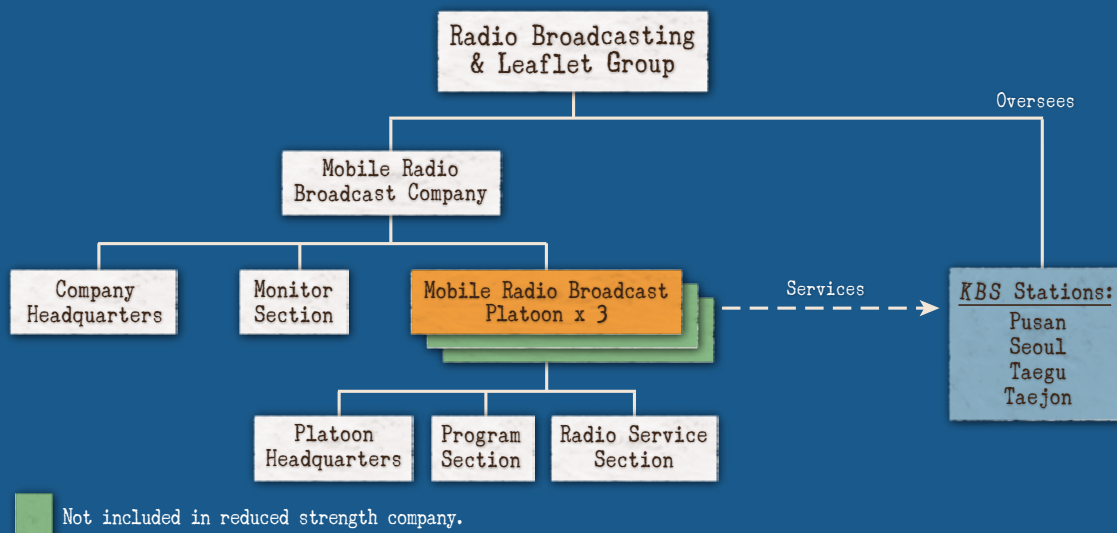 Radio Broadcasting
& Leaflet Group
Oversees
Mobile Radio
Broadcast Company
Company
Headquarters
Monitor
Section
Mobile Radio Broadcast
Platoon x 3
Services
KBS Stations:
Pusan
Seoul
Taegu
Taejon
Platoon
Headquarters
Program
Section
Radio Service
Section
Not included in reduced strength company.